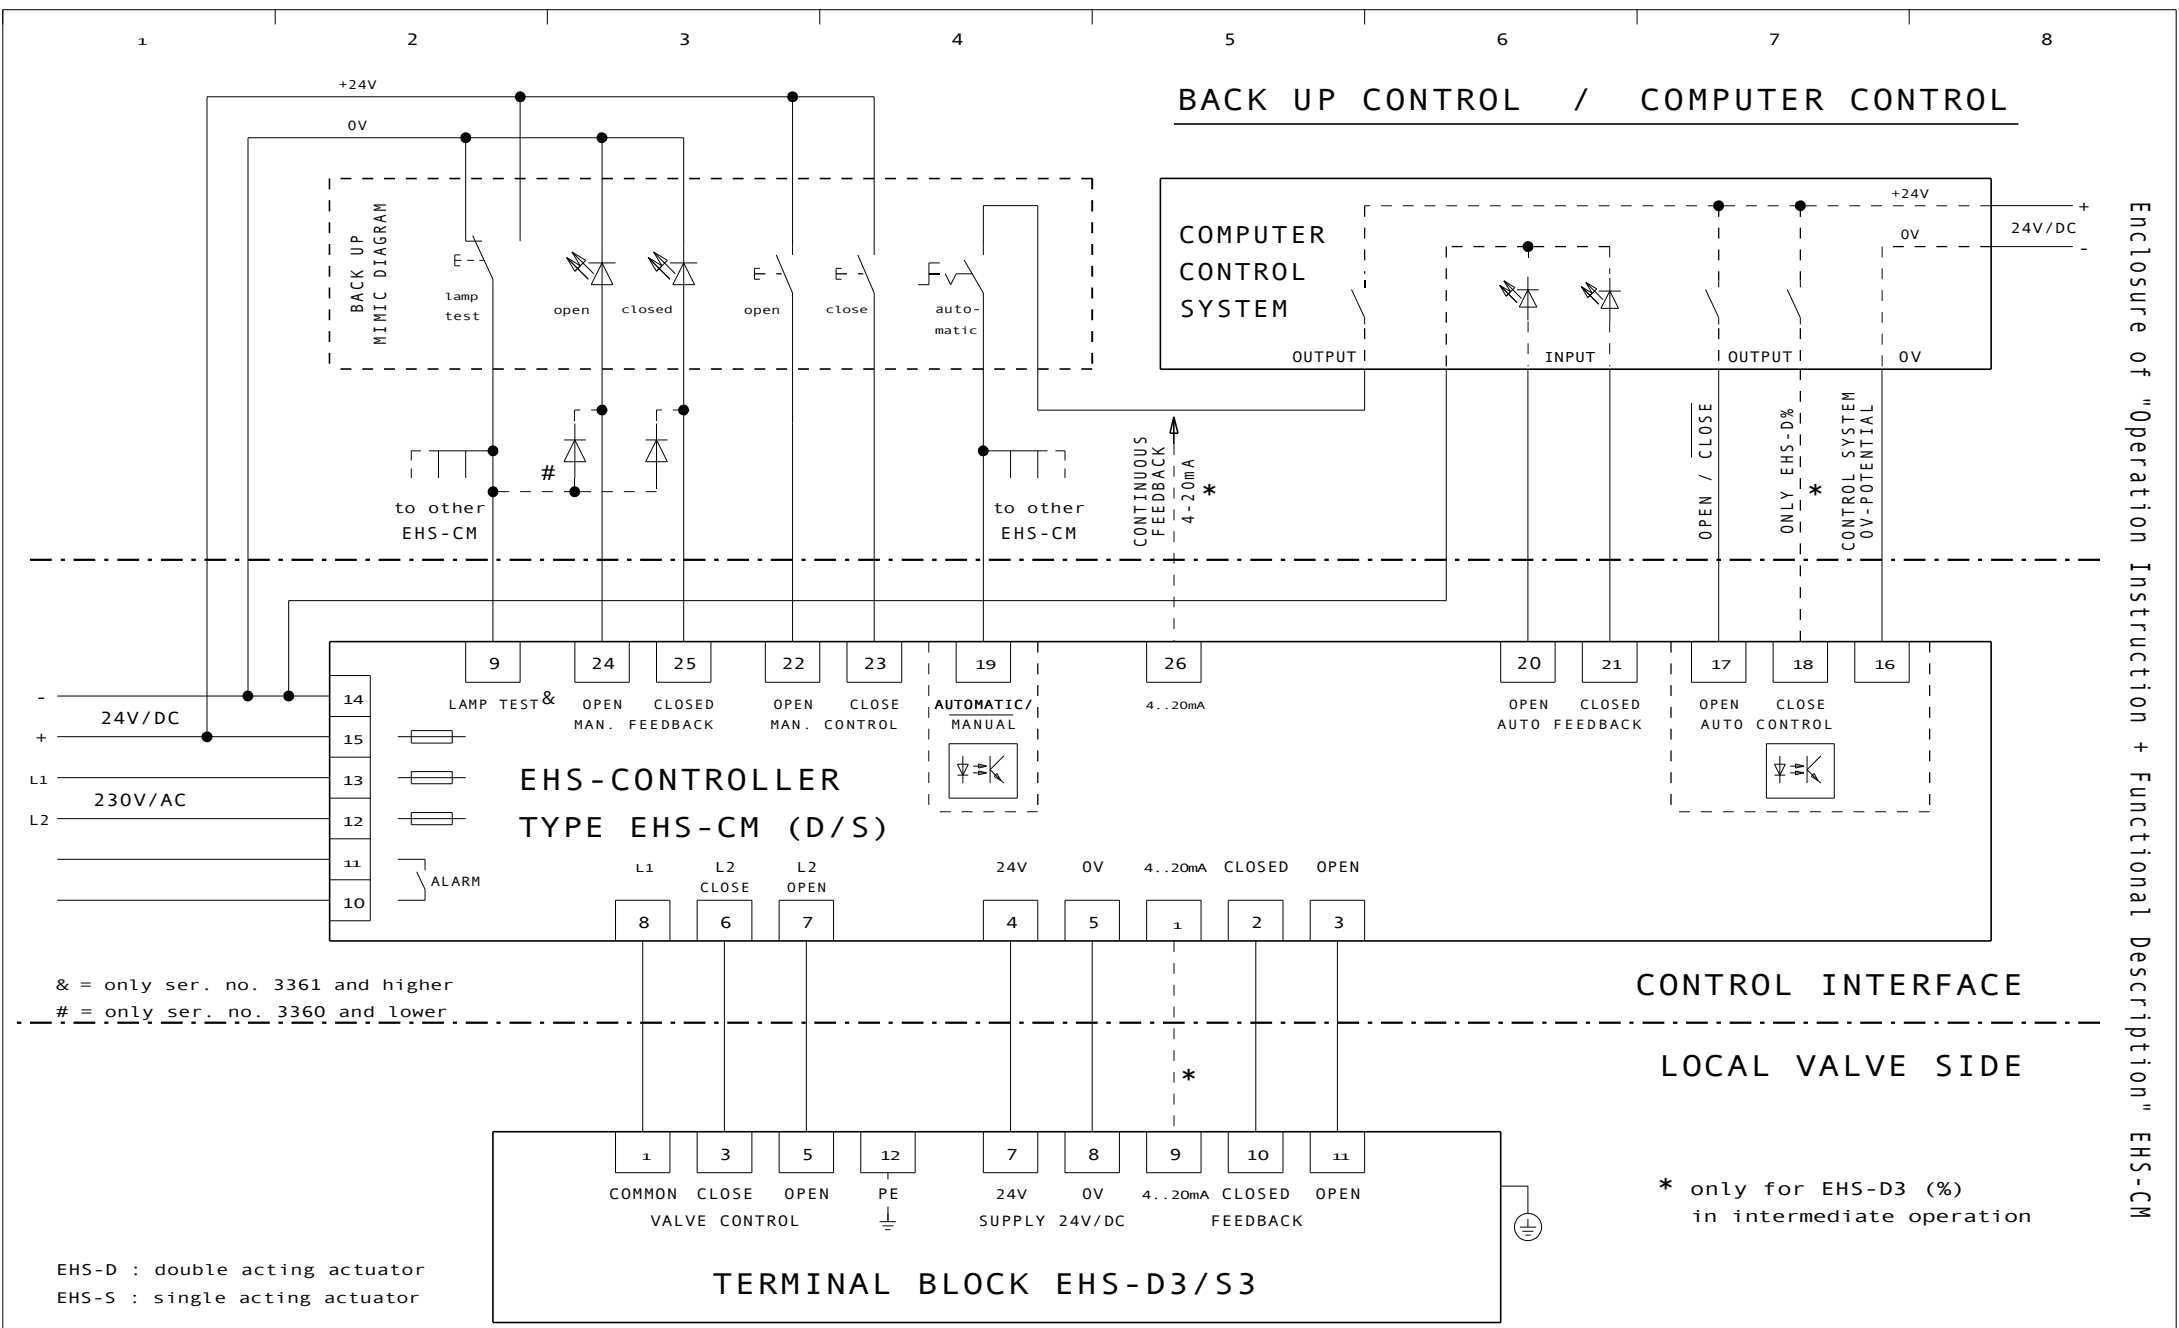 1 2 3 4 5 6 7 8
BACK UP CONTROL / COMPUTER CONTROL
+24V
0V
BACK UP
MIMIC DIAGRAM
lamp
test
open
closed
open
close
auto-
matic
COMPUTER
CONTROL
SYSTEM
OUTPUT
INPUT
OUTPUT
+24V
0V
0V
+
24V/DC
-
#
to other
EHS-CM
to other
EHS-CM
CONTINUOUS
FEEDBACK
4-20mA
*
OPEN / CLOSE
ONLY EHS-D%
*
CONTROL SYSTEM
0V-POTENTIAL
9 24 25 22 23 19 26 20 21 17 18 16
LAMP TEST &
OPEN CLOSED
MAN. FEEDBACK
OPEN CLOSE
MAN. CONTROL
AUTOMATIC/
MANUAL
4..20mA
OPEN CLOSED
AUTO FEEDBACK
OPEN CLOSE
AUTO CONTROL
- 14
24V/DC
+ 15
L1 13
230V/AC
L2 12
11
10
ALARM
EHS-CONTROLLER
TYPE EHS-CM (D/S)
L1 L2 L2 24V 0V 4..20mA CLOSED OPEN
CLOSE OPEN
8 6 7 4 5 1 2 3
& = only ser. no. 3361 and higher
# = only ser. no. 3360 and lower
CONTROL INTERFACE
LOCAL VALVE SIDE
*
1 3 5 12 7 8 9 10 11
COMMON CLOSE OPEN PE 24V 0V 4..20mA CLOSED OPEN
VALVE CONTROL SUPPLY 24V/DC FEEDBACK
TERMINAL BLOCK EHS-D3/S3
* only for EHS-D3 (%)
in intermediate operation
EHS-D : double acting actuator
EHS-S : single acting actuator
Enclosure of "Operation Instruction + Functional Description" EHS-CM